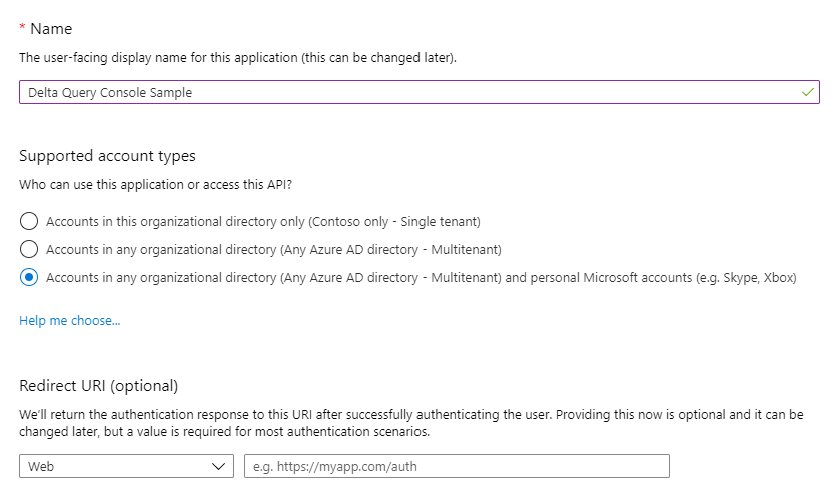 * Name
The user-facing display name for this application (this can be changed later).
Delta Query Console Sample
Supported account types
Who can use this application or access this API?
Accounts in this organizational directory only (Contoso only - Single tenant)
Accounts in any organizational directory (Any Azure AD directory - Multitenant)
Accounts in any organizational directory (Any Azure AD directory - Multitenant) and personal Microsoft accounts (e.g. Skype, Xbox)
Help me choose...
Redirect URI (optional)
We'll return the authentication response to this URI after successfully authenticating the user. Providing this now is optional and it can be
changed later, but a value is required for most authentication scenarios.
Web e.g. https://myapp.com/auth